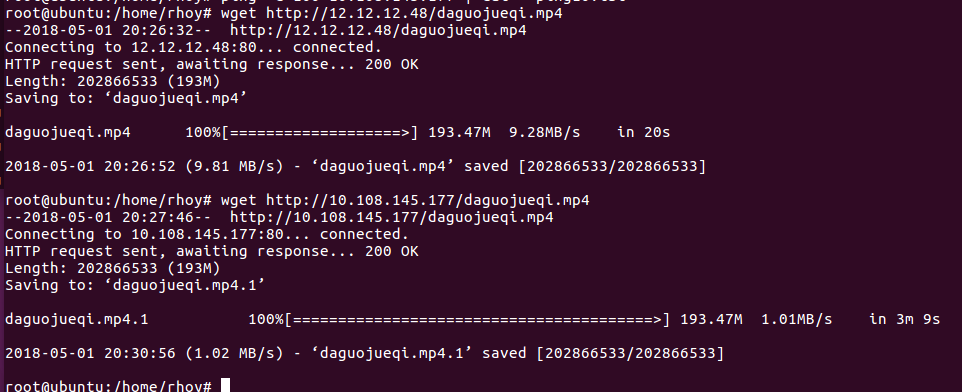 root@ubuntu:/home/rhoy# wget http://12.12.12.48/daguojueqi.mp4
--2018-05-01 20:26:32--  http://12.12.12.48/daguojueqi.mp4
Connecting to 12.12.12.48:80... connected.
HTTP request sent, awaiting response... 200 OK
Length: 202866533 (193M)
Saving to: ‘daguojueqi.mp4’
daguojueqi.mp4      100%[===================>] 193.47M  9.28MB/s    in 20s
2018-05-01 20:26:52 (9.81 MB/s) - ‘daguojueqi.mp4’ saved [202866533/202866533]
root@ubuntu:/home/rhoy# wget http://10.108.145.177/daguojueqi.mp4
--2018-05-01 20:27:46--  http://10.108.145.177/daguojueqi.mp4
Connecting to 10.108.145.177:80... connected.
HTTP request sent, awaiting response... 200 OK
Length: 202866533 (193M)
Saving to: ‘daguojueqi.mp4.1’
daguojueqi.mp4.1           100%[========================================>] 193.47M  1.01MB/s    in 3m 9s
2018-05-01 20:30:56 (1.02 MB/s) - ‘daguojueqi.mp4.1’ saved [202866533/202866533]
root@ubuntu:/home/rhoy#